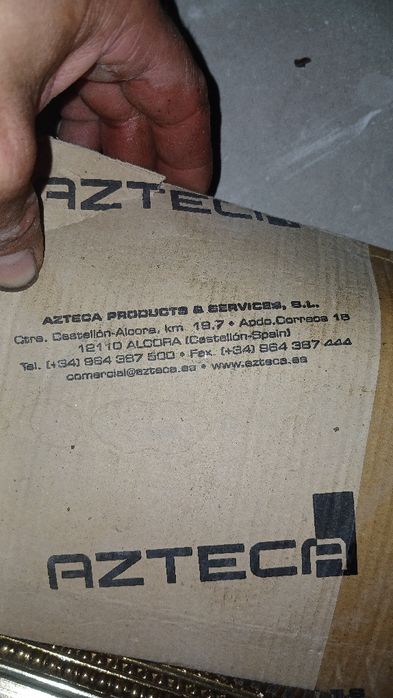 AZTECA
AZTECA PRODUCTS & SERVICES, S.L.
Ctra. Castellón-Alcora, km. 19,7 • Apdo.Correos 18
12110 ALCORA (Castellón-Spain)
Tel. (+34) 964 367 500 • Fax. (+34) 964 367 444
comercial@azteca.es • www.azteca.es
AZTECA